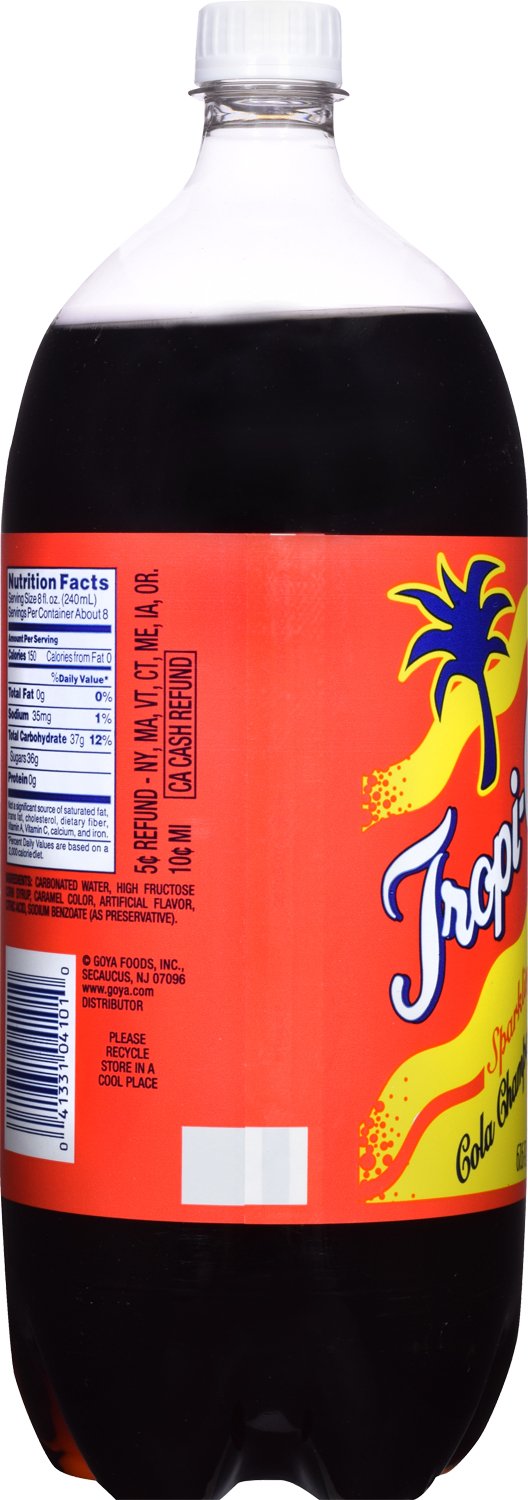 Nutrition Facts
Serving Size 8 fl. oz. (240mL)
Servings Per Container About 8
Amount Per Serving
Calories 150 Calories from Fat 0
%Daily Value*
Total Fat 0g 0%
Sodium 35mg 1%
Total Carbohydrate 37g 12%
Sugars 36g
Protein 0g
Not a significant source of saturated fat,
trans fat, cholesterol, dietary fiber,
Vitamin A, Vitamin C, calcium, and iron.
*Percent Daily Values are based on a
2,000 calorie diet.
INGREDIENTS: CARBONATED WATER, HIGH FRUCTOSE
CORN SYRUP, CARAMEL COLOR, ARTIFICIAL FLAVOR,
CITRIC ACID, SODIUM BENZOATE (AS PRESERVATIVE).
5¢ REFUND - NY, MA, VT, CT, ME, IA, OR.
10¢ MI CA CASH REFUND
© GOYA FOODS, INC.,
SECAUCUS, NJ 07096
www.goya.com
DISTRIBUTOR
PLEASE
RECYCLE
STORE IN A
COOL PLACE
0 41331 04101 0
Tropi-
Cola